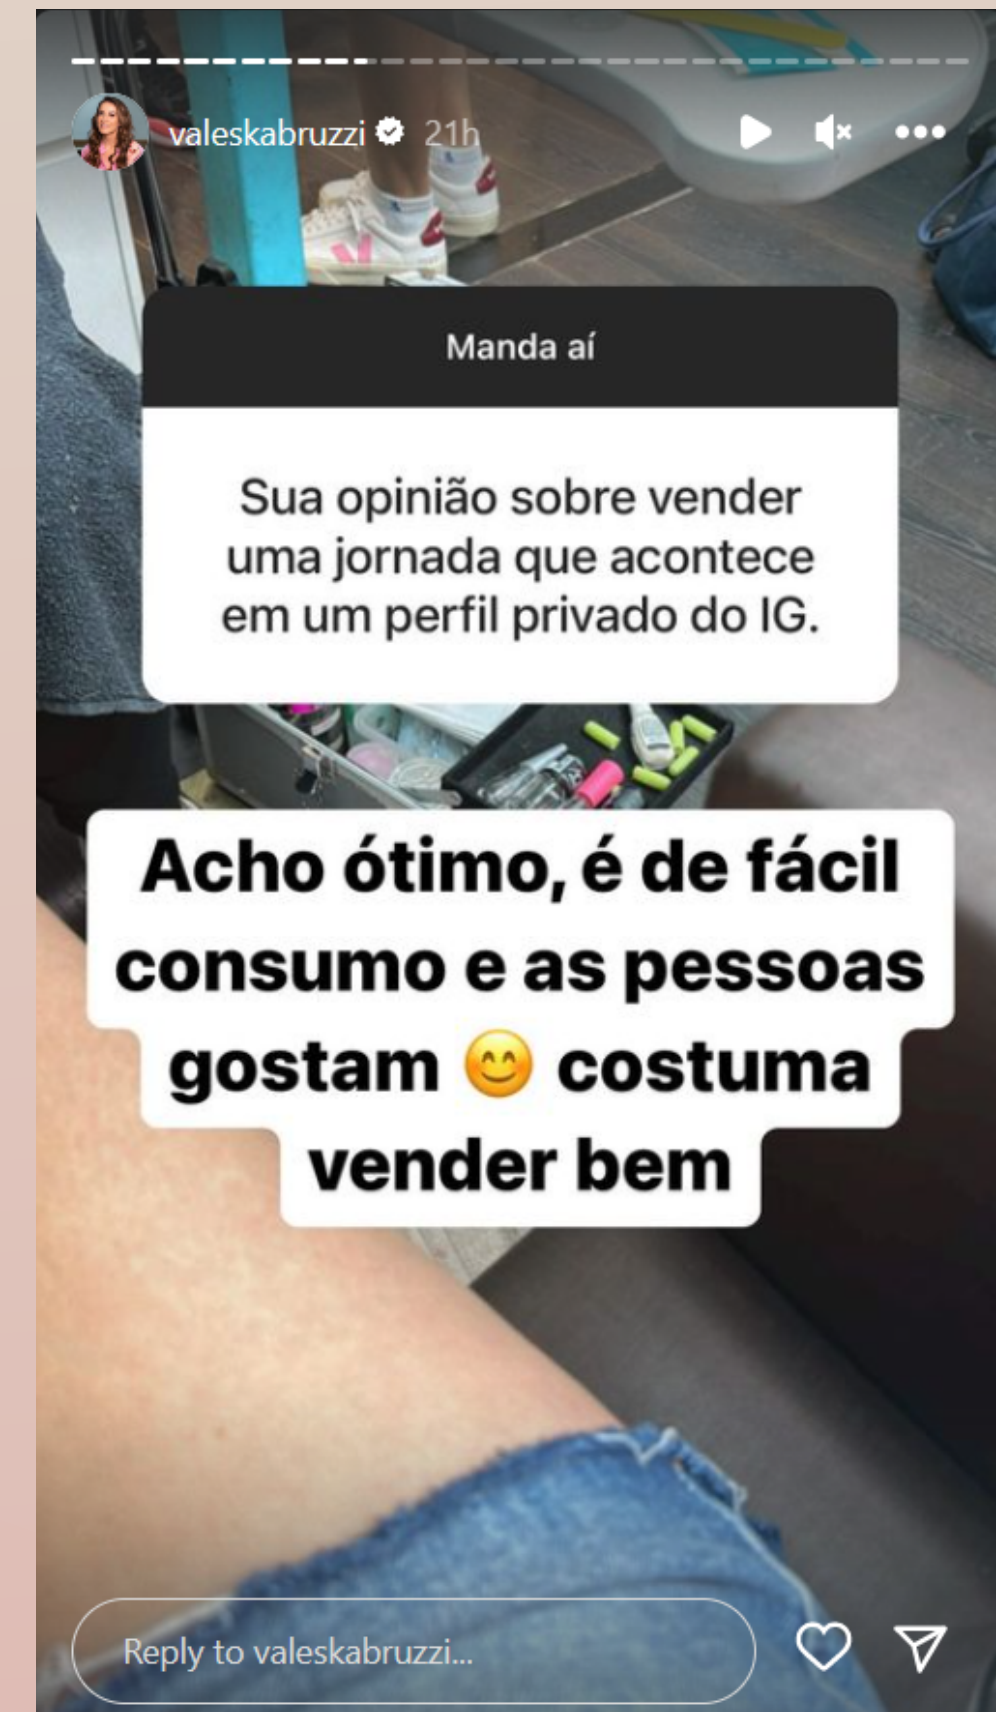 valeskabruzzi 21h
Manda aí
Sua opinião sobre vender
uma jornada que acontece
em um perfil privado do IG.
Acho ótimo, é de fácil
consumo e as pessoas
gostam 😊 costuma
vender bem
Reply to valeskabruzzi...